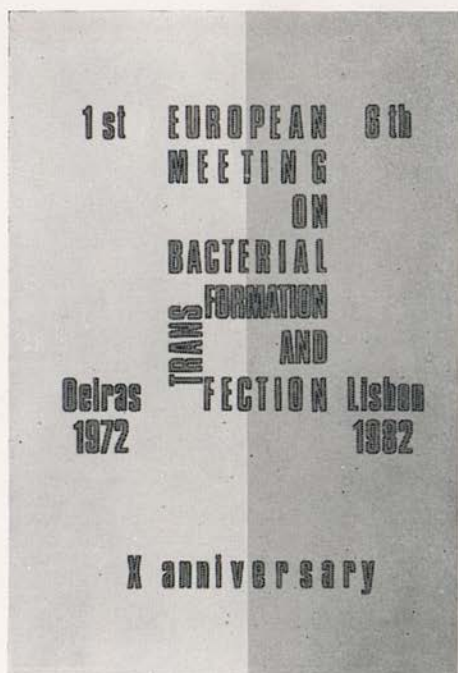 1st EUROPEAN 6th
MEETING
ON
BACTERIAL
TRANS FORMATION
AND
FECTION
Oeiras Lisbon
1972 1982
X anniversary